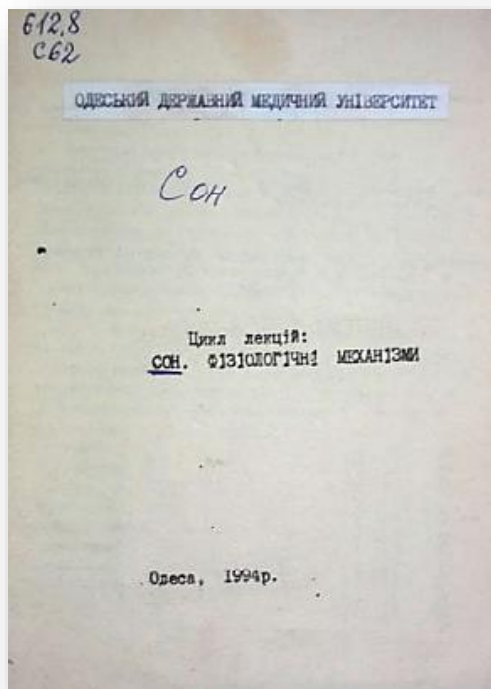 612,8
С62
ОДЕСЬКИЙ ДЕРЖАВНИЙ МЕДИЧНИЙ УНІВЕРСИТЕТ
Сон
Цикл лекцій:
СОН. ФІЗІОЛОГІЧНІ МЕХАНІЗМИ
Одеса, 1994р.